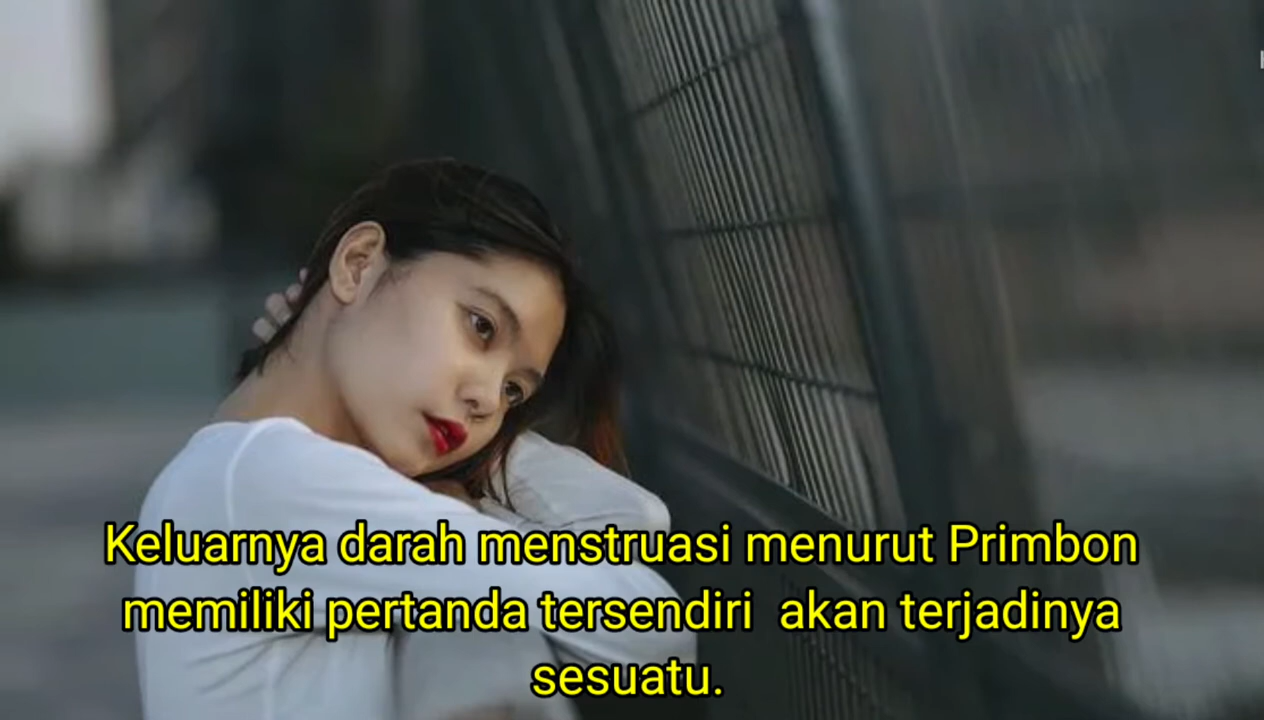 Keluarnya darah menstruasi menurut Primbon
memiliki pertanda tersendiri akan terjadinya
sesuatu.